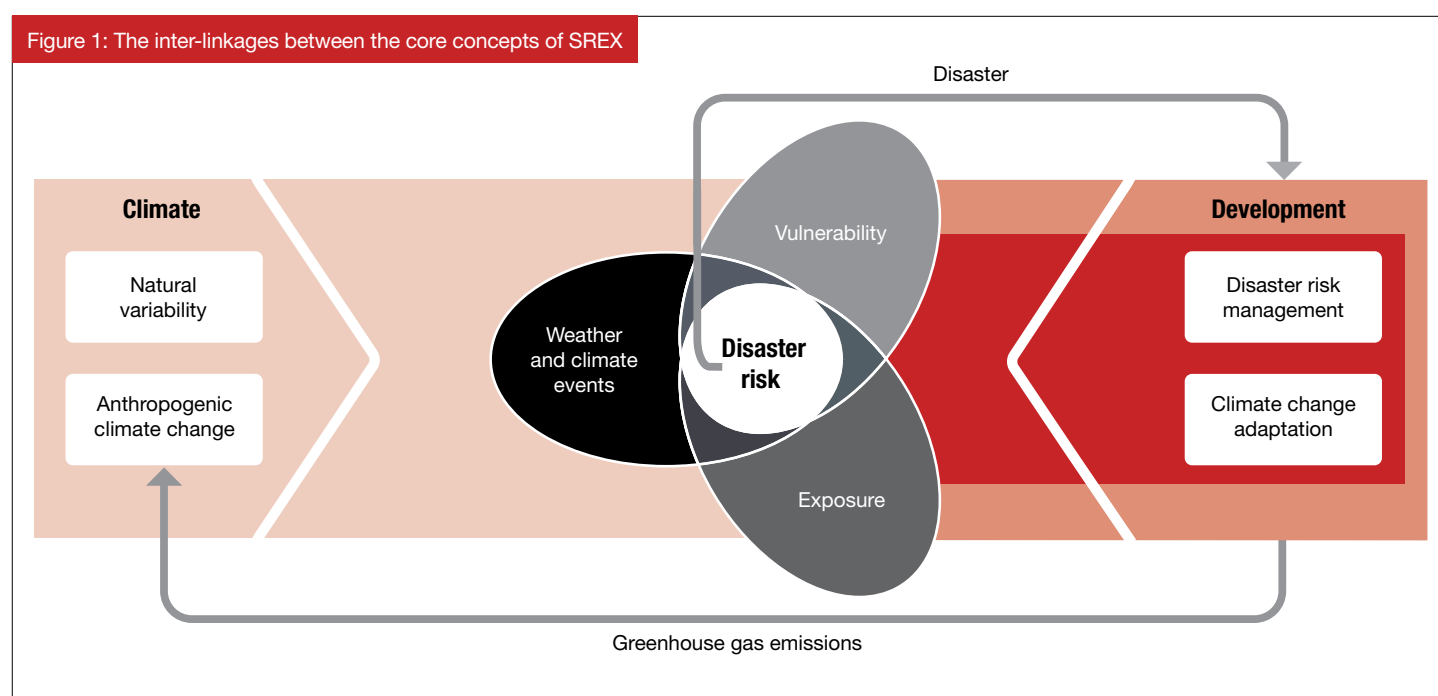 Figure 1: The inter-linkages between the core concepts of SREX
Disaster
Climate
Natural
variability
Anthropogenic
climate change
Weather
and climate
events
Vulnerability
Disaster
risk
Exposure
Development
Disaster risk
management
Climate change
adaptation
Greenhouse gas emissions